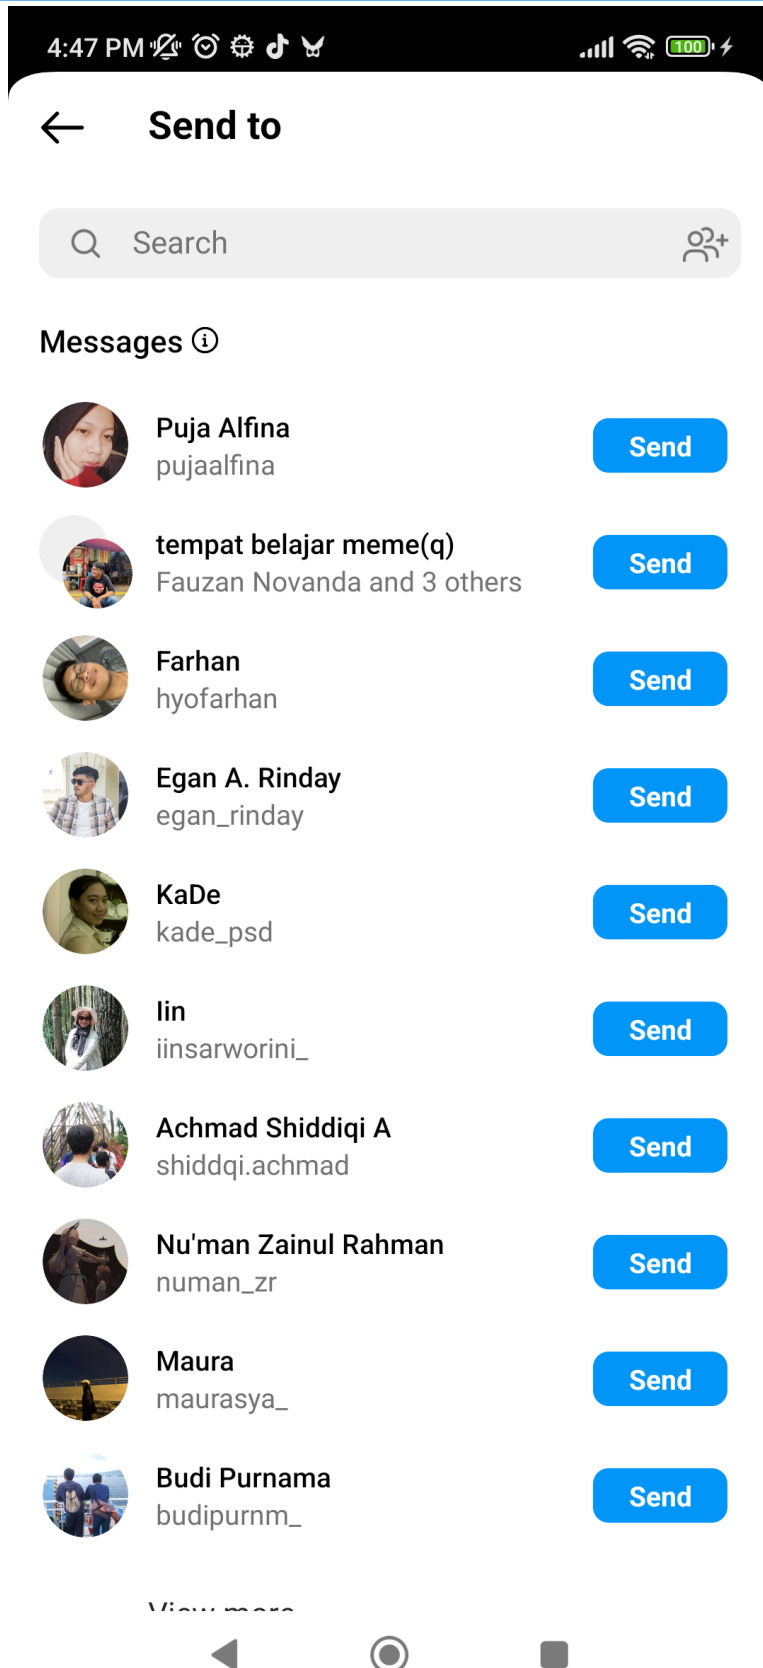 4:47 PM
100
Send to
Search
Messages
Puja Alfina
pujaalfina
Send
tempat belajar meme(q)
Fauzan Novanda and 3 others
Send
Farhan
hyofarhan
Send
Egan A. Rinday
egan_rinday
Send
KaDe
kade_psd
Send
Iin
iinsarworini_
Send
Achmad Shiddiqi A
shiddqi.achmad
Send
Nu'man Zainul Rahman
numan_zr
Send
Maura
maurasya_
Send
Budi Purnama
budipurnm_
Send
View more